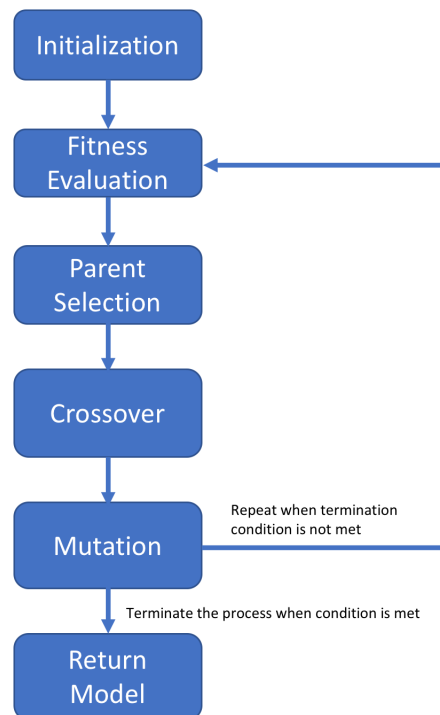 Initialization
Fitness
Evaluation
Parent
Selection
Crossover
Repeat when termination
condition is not met
Mutation
Terminate the process when condition is met
Return
Model